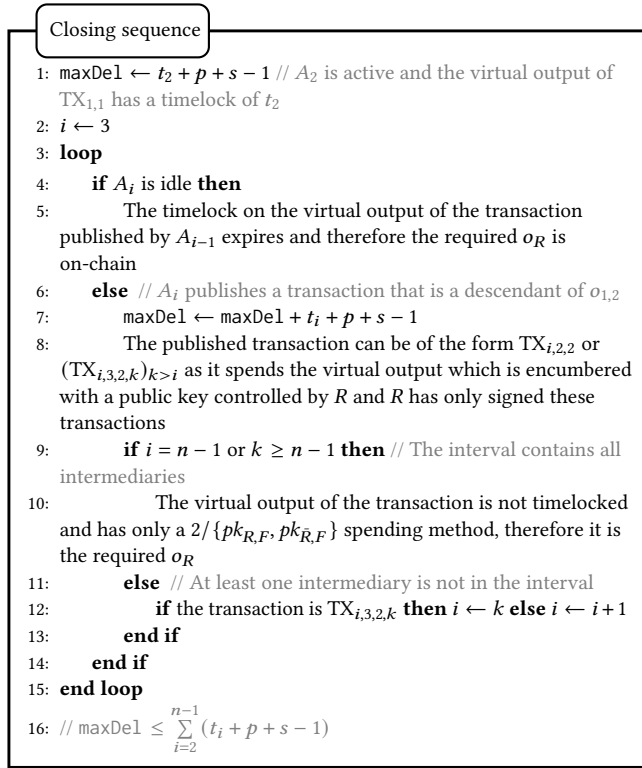 Closing sequence
1: maxDel ← t₂ + p + s − 1 // A₂ is active and the virtual output of
TX₁,₁ has a timelock of t₂
2: i ← 3
3: loop
4: if Aᵢ is idle then
5: The timelock on the virtual output of the transaction
published by Aᵢ₋₁ expires and therefore the required o_R is
on-chain
6: else // Aᵢ publishes a transaction that is a descendant of o₁,₂
7: maxDel ← maxDel + tᵢ + p + s − 1
8: The published transaction can be of the form TX_{i,2,2} or
(TX_{i,3,2,k})_{k>i} as it spends the virtual output which is encumbered
with a public key controlled by R and R has only signed these
transactions
9: if i = n − 1 or k ≥ n − 1 then // The interval contains all
intermediaries
10: The virtual output of the transaction is not timelocked
and has only a 2/{pk_{R,F}, pk_{R̄,F}} spending method, therefore it is
the required o_R
11: else // At least one intermediary is not in the interval
12: if the transaction is TX_{i,3,2,k} then i ← k else i ← i + 1
13: end if
14: end if
15: end loop
16: // maxDel ≤ ∑_{i=2}^{n−1} (tᵢ + p + s − 1)